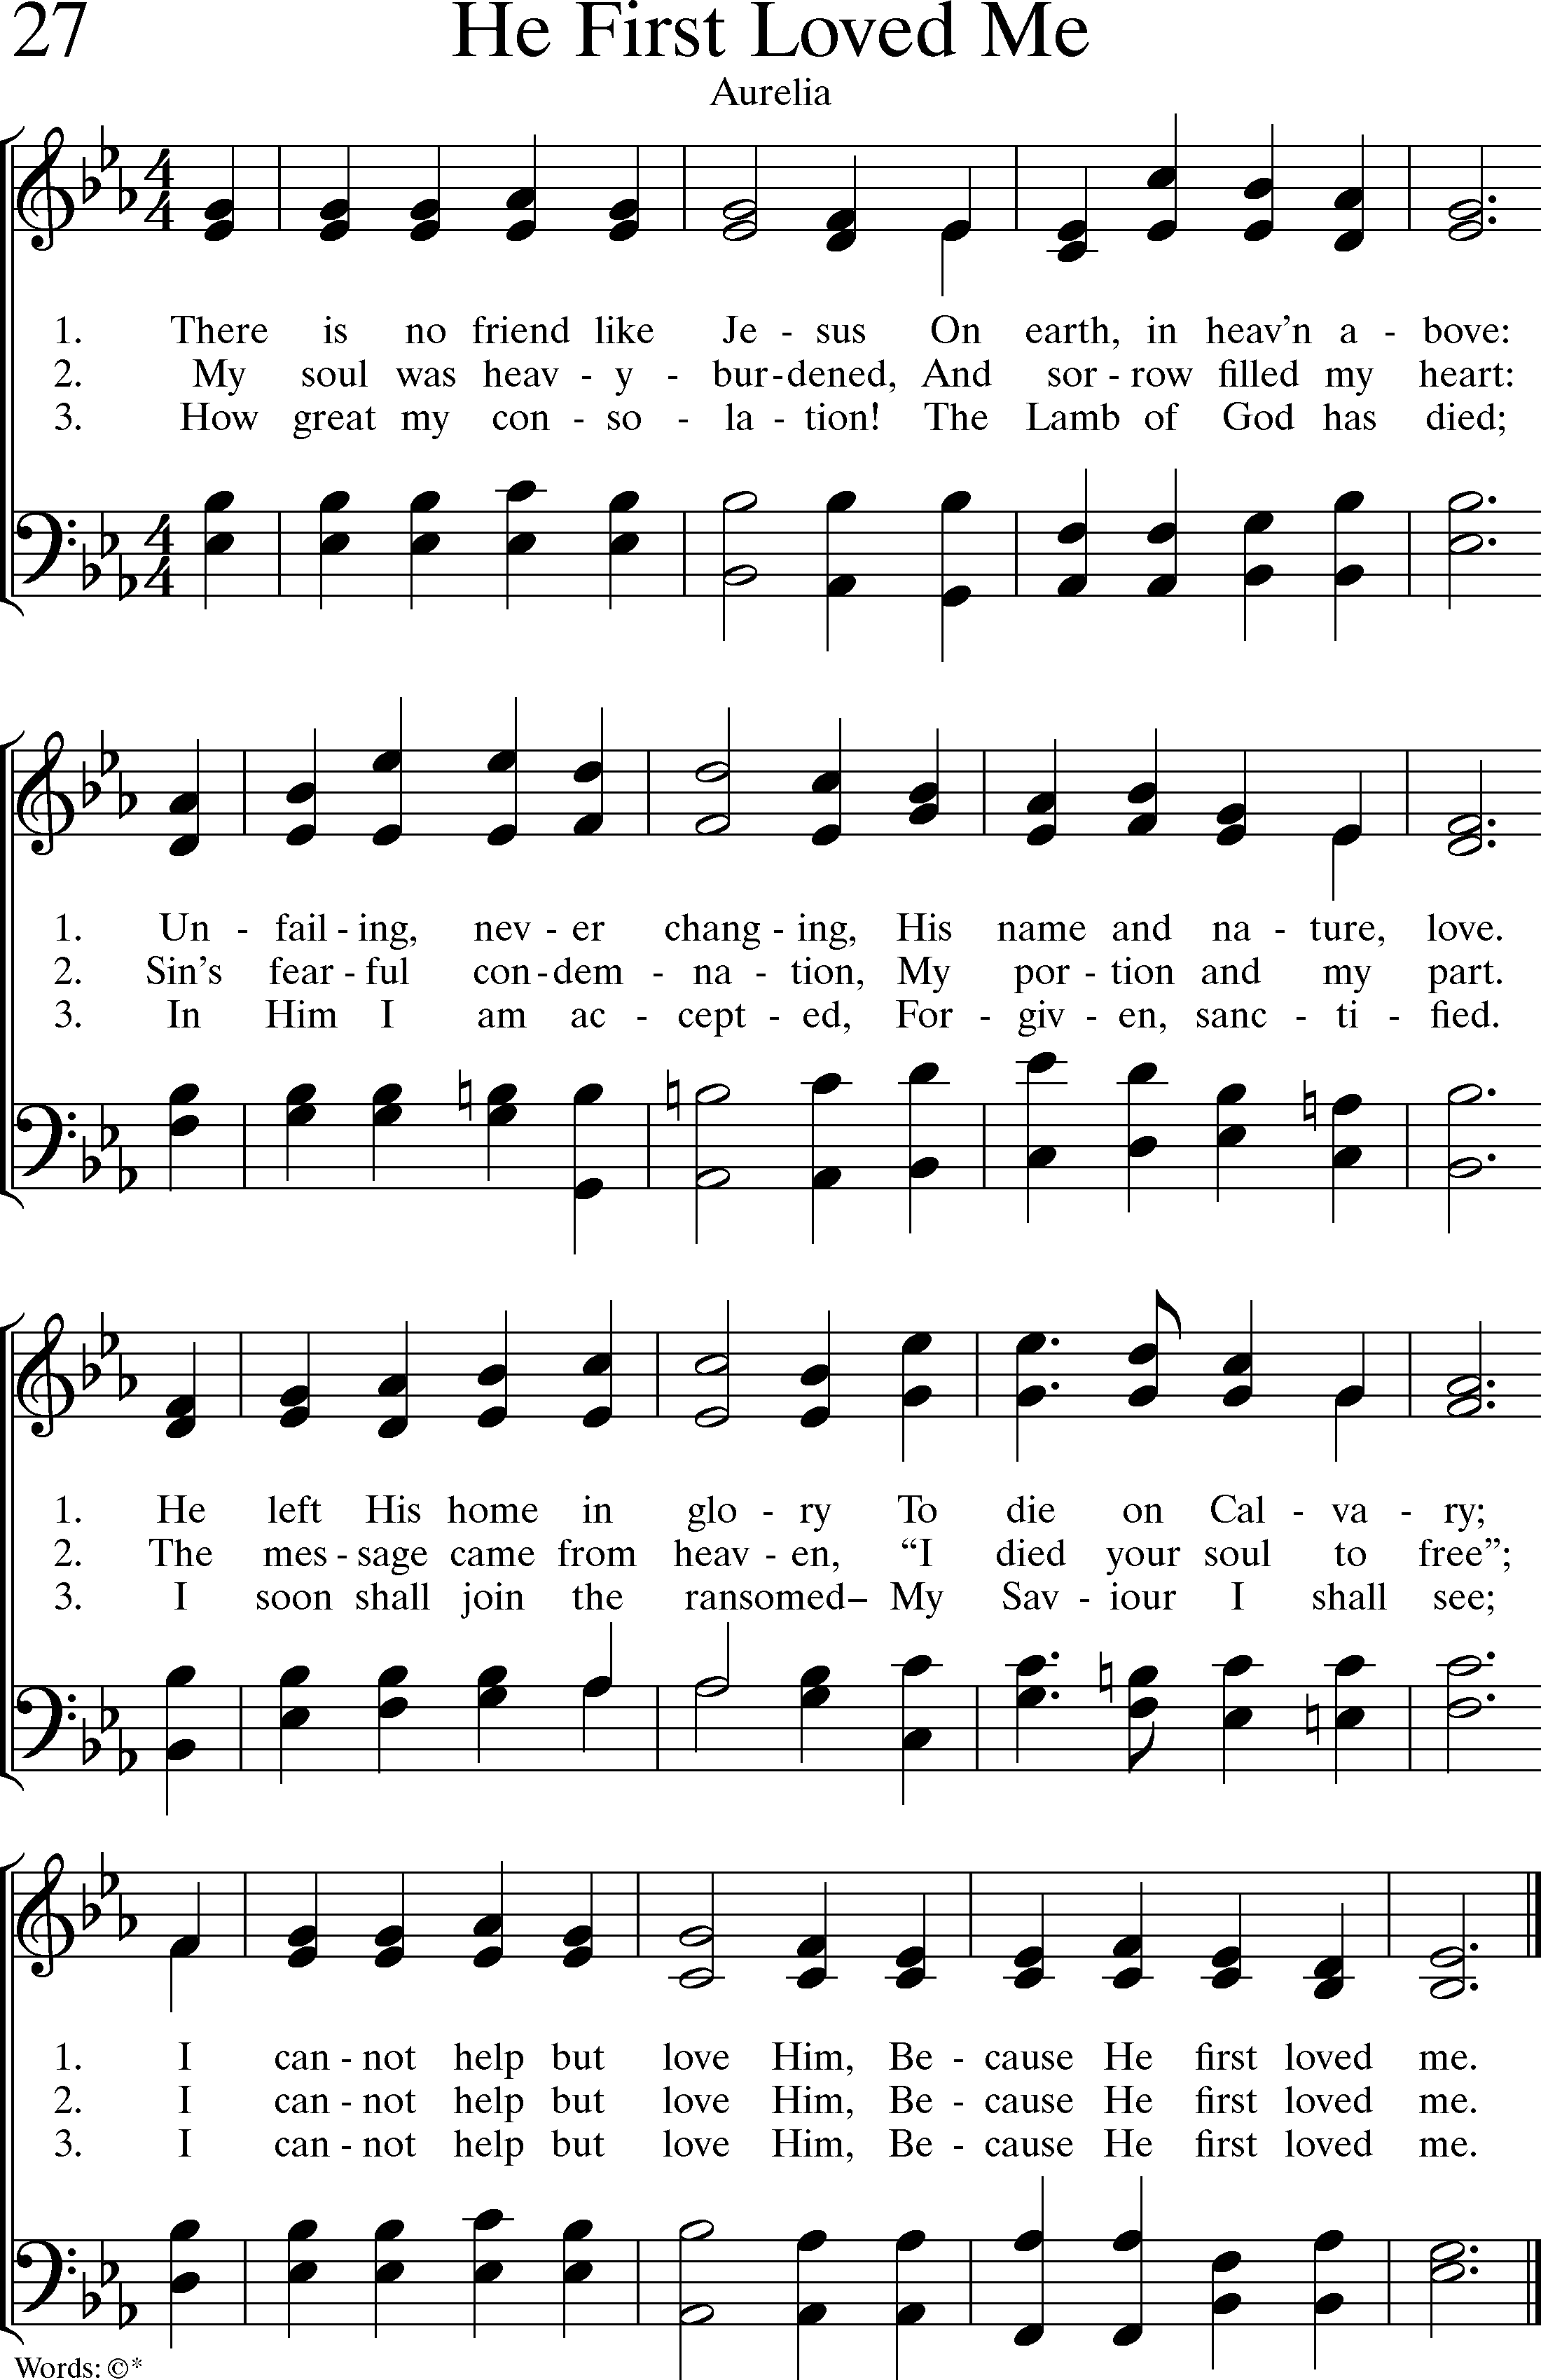 27
He First Loved Me
Aurelia
4
4
1. There is no friend like Je - sus On earth, in heav’n a - bove:
2. My soul was heav - y - bur - dened, And sor - row filled my heart:
3. How great my con - so - la - tion! The Lamb of God has died;
4
4
1. Un - fail - ing, nev - er chang - ing, His name and na - ture, love.
2. Sin’s fear - ful con - dem - na - tion, My por - tion and my part.
3. In Him I am ac - cept - ed, For - giv - en, sanc - ti - fied.
1. He left His home in glo - ry To die on Cal - va - ry;
2. The mes - sage came from heav - en, “I died your soul to free”;
3. I soon shall join the ransomed– My Sav - iour I shall see;
1. I can - not help but love Him, Be - cause He first loved me.
2. I can - not help but love Him, Be - cause He first loved me.
3. I can - not help but love Him, Be - cause He first loved me.
Words: ©*